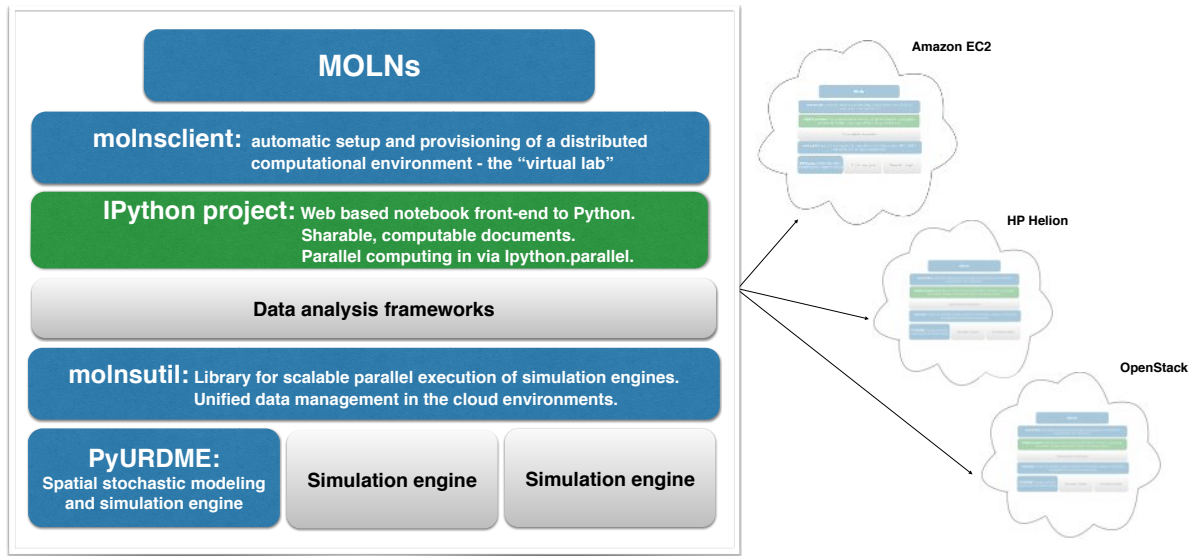 MOLNs
molnsclient: automatic setup and provisioning of a distributed
computational environment - the “virtual lab”
IPython project: Web based notebook front-end to Python.
Sharable, computable documents.
Parallel computing in via Ipython.parallel.
Data analysis frameworks
molnsutil: Library for scalable parallel execution of simulation engines.
Unified data management in the cloud environments.
PyURDME:
Spatial stochastic modeling
and simulation engine
Simulation engine
Simulation engine
Amazon EC2
HP Helion
OpenStack